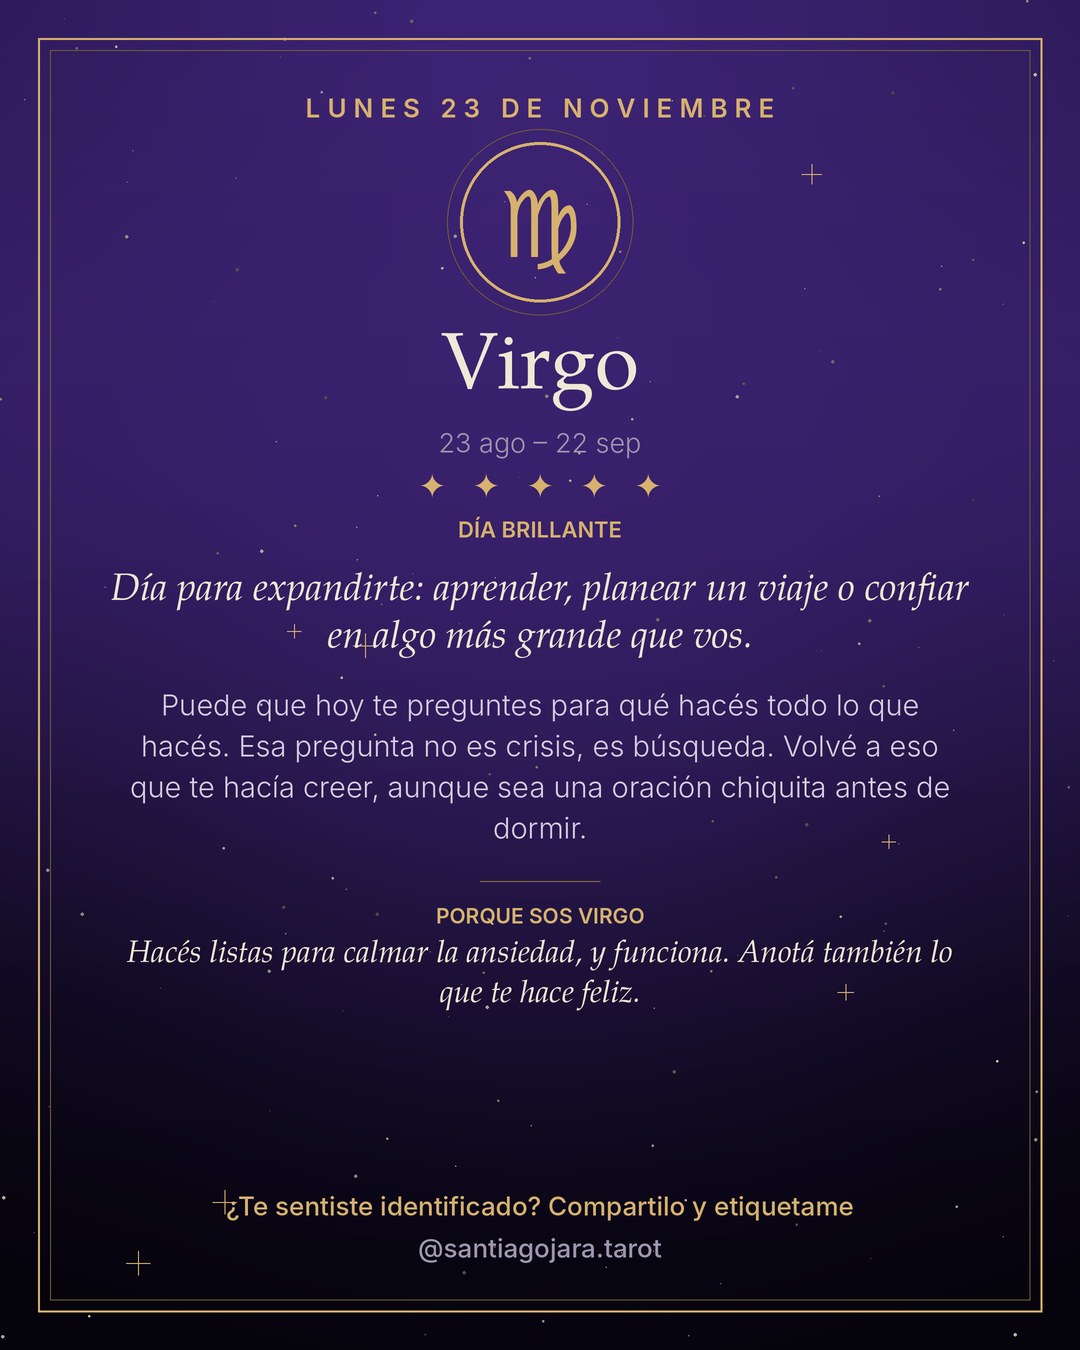 LUNES 23 DE NOVIEMBRE
♍
Virgo
23 ago – 22 sep
✦ ✦ ✦ ✦ ✦
DÍA BRILLANTE
Día para expandirte: aprender, planear un viaje o confiar
en algo más grande que vos.
Puede que hoy te preguntes para qué hacés todo lo que
hacés. Esa pregunta no es crisis, es búsqueda. Volvé a eso
que te hacía creer, aunque sea una oración chiquita antes de
dormir.
PORQUE SOS VIRGO
Hacés listas para calmar la ansiedad, y funciona. Anotá también lo
que te hace feliz.
¿Te sentiste identificado? Compartilo y etiquetame
@santiagojara.tarot